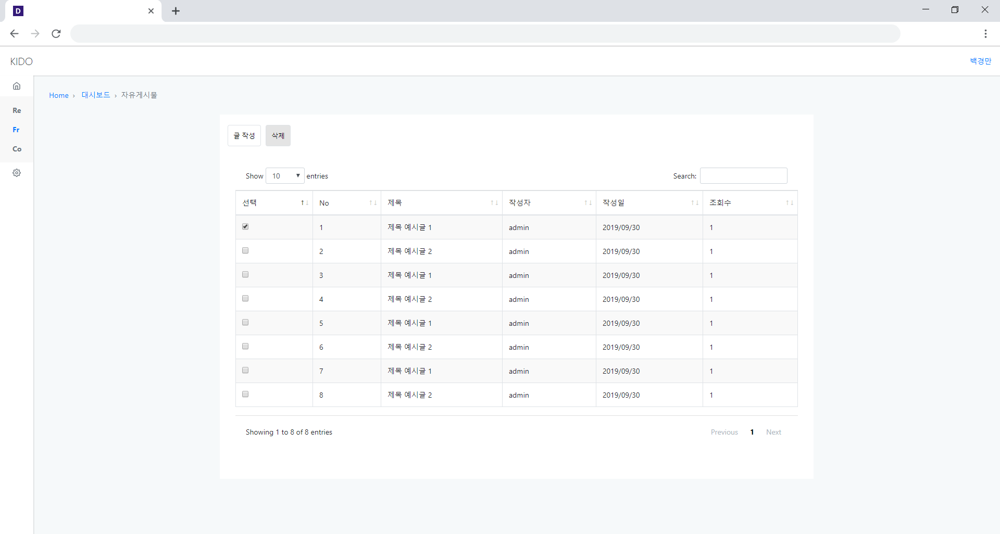 D
KIDO
백경만
Home › 대시보드 › 자유게시물
Re
Fr
Co
글 작성 삭제
Show 10 entries Search:
선택 No 제목 작성자 작성일 조회수
1 제목 예시글 1 admin 2019/09/30 1
2 제목 예시글 2 admin 2019/09/30 1
3 제목 예시글 1 admin 2019/09/30 1
4 제목 예시글 2 admin 2019/09/30 1
5 제목 예시글 1 admin 2019/09/30 1
6 제목 예시글 2 admin 2019/09/30 1
7 제목 예시글 1 admin 2019/09/30 1
8 제목 예시글 2 admin 2019/09/30 1
Showing 1 to 8 of 8 entries Previous 1 Next